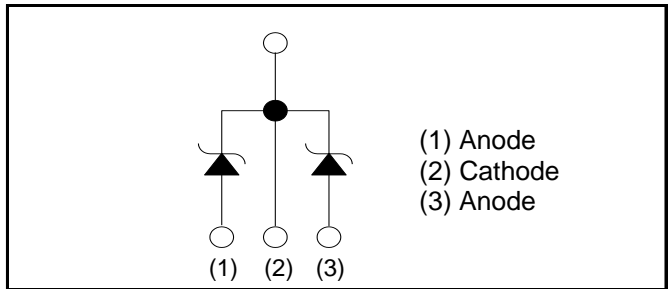 (1) Anode
(2) Cathode
(3) Anode
(1) (2) (3)